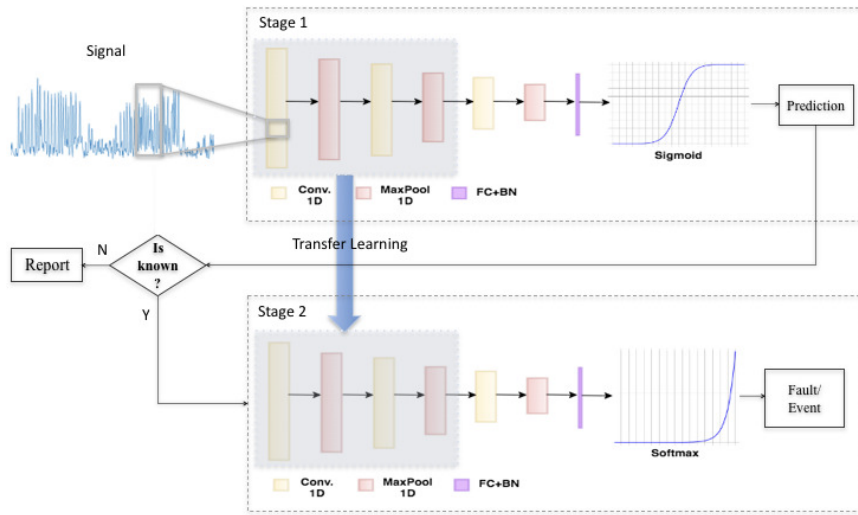 Stage 1
Signal
Prediction
Sigmoid
Conv.
1D
MaxPool
1D
FC+BN
Transfer Learning
Report
N
Is
known
?
Y
Stage 2
Fault/
Event
Softmax
Conv.
1D
MaxPool
1D
FC+BN